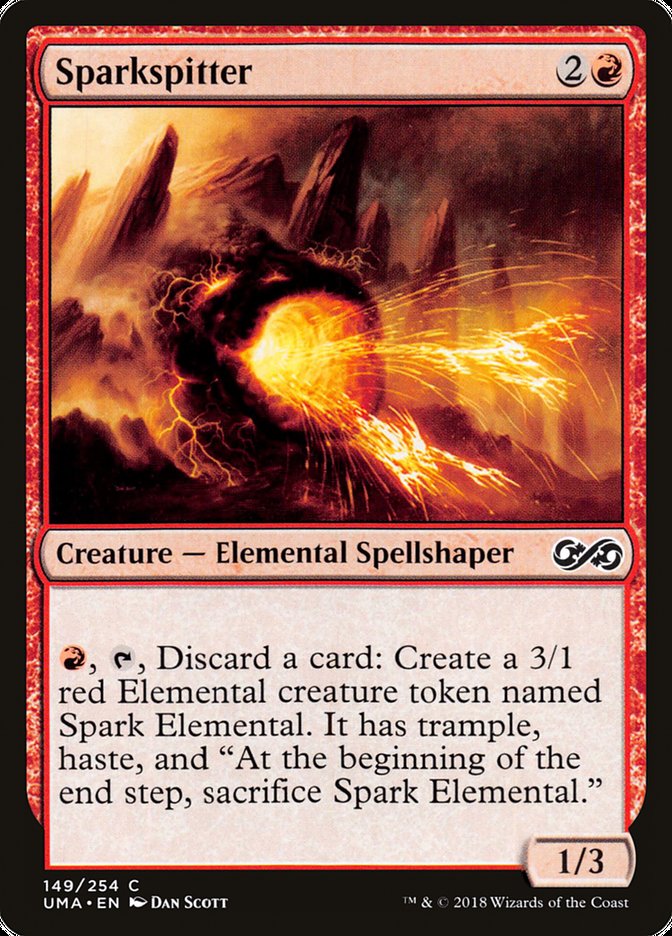 Sparkspitter 2
Creature — Elemental Spellshaper
, , Discard a card: Create a 3/1
red Elemental creature token named
Spark Elemental. It has trample,
haste, and “At the beginning of the
end step, sacrifice Spark Elemental.”
1/3
149/254 C
UMA • EN Dan Scott
™ & © 2018 Wizards of the Coast